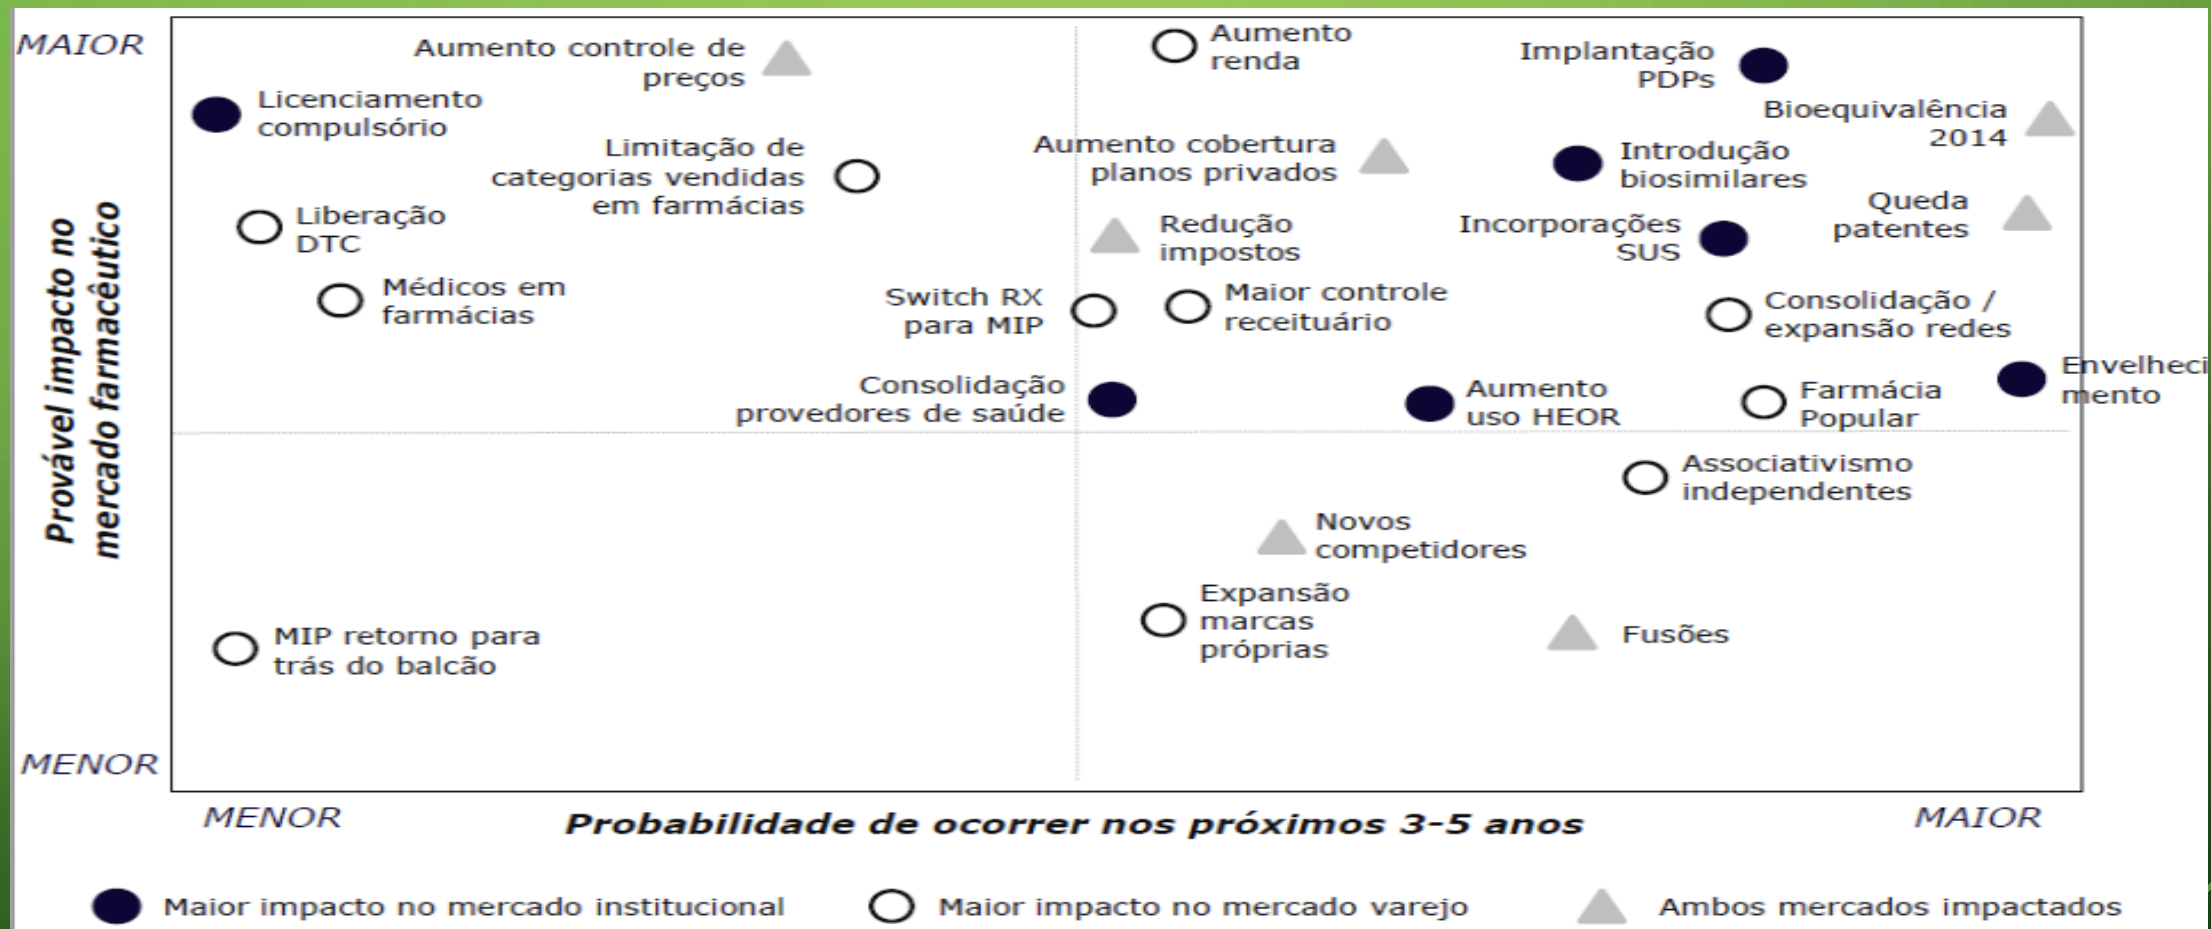 MAIOR
Aumento controle de
preços
Aumento
renda
Implantação
PDPs
Licenciamento
compulsório
Bioequivalência
2014
Limitação de
categorias vendidas
em farmácias
Aumento cobertura
planos privados
Introdução
biosimilares
Liberação
DTC
Redução
impostos
Incorporações
SUS
Queda
patentes
Médicos em
farmácias
Switch RX
para MIP
Maior controle
receituário
Consolidação /
expansão redes
Consolidação
provedores de saúde
Aumento
uso HEOR
Farmácia
Popular
Envelheci
mento
Associativismo
independentes
Novos
competidores
Expansão
marcas
próprias
Fusões
MIP retorno para
trás do balcão
Provável impacto no
mercado farmacêutico
MENOR
MENOR
Probabilidade de ocorrer nos próximos 3-5 anos
MAIOR
Maior impacto no mercado institucional
Maior impacto no mercado varejo
Ambos mercados impactados